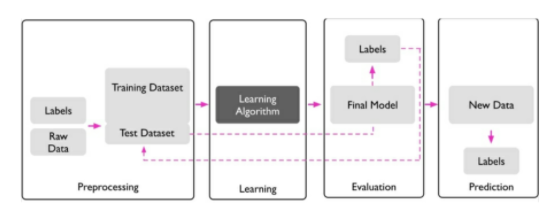 Labels
Raw
Data
Training Dataset
Test Dataset
Preprocessing
Learning
Algorithm
Learning
Labels
Final Model
Evaluation
New Data
Labels
Prediction